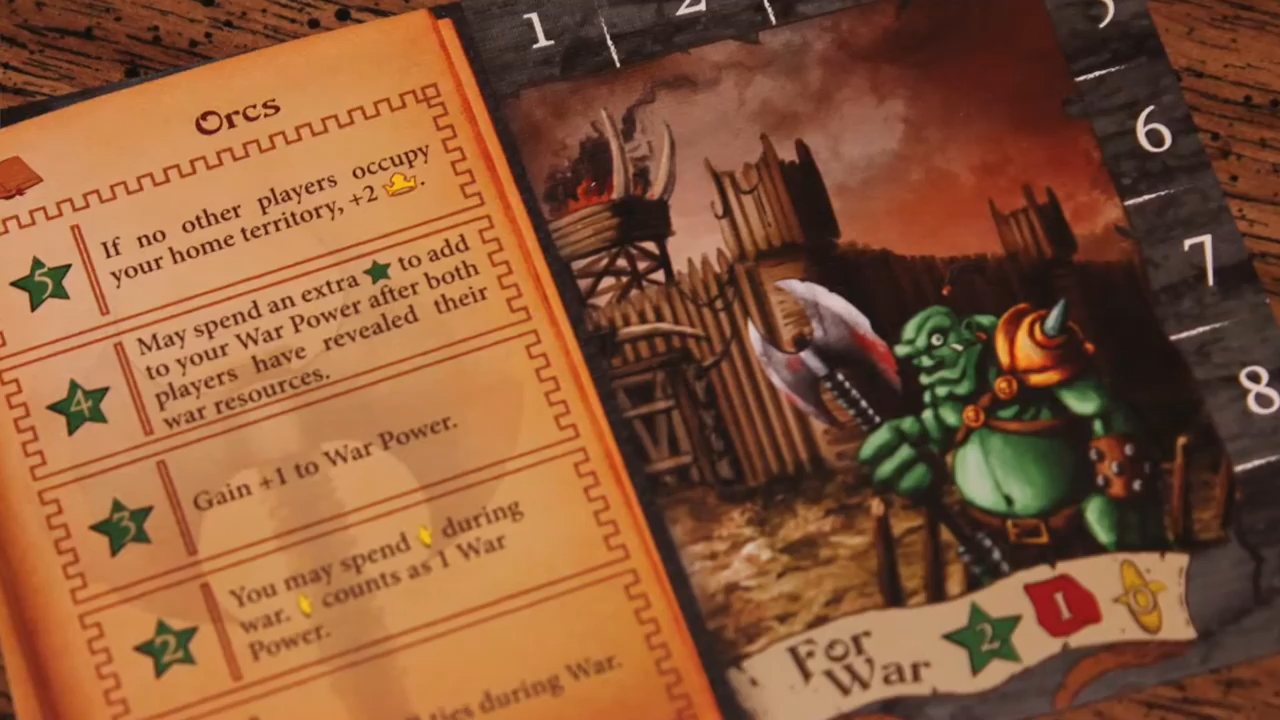 Orcs
5
If no other players occupy
your home territory, +2 .
4
May spend an extra to add
to your War Power after both
players have revealed their
war resources.
3
Gain +1 to War Power.
2
You may spend during
war. counts as 1 War
Power.
ties during War.
1
2
5
6
7
8
For
War
2
1